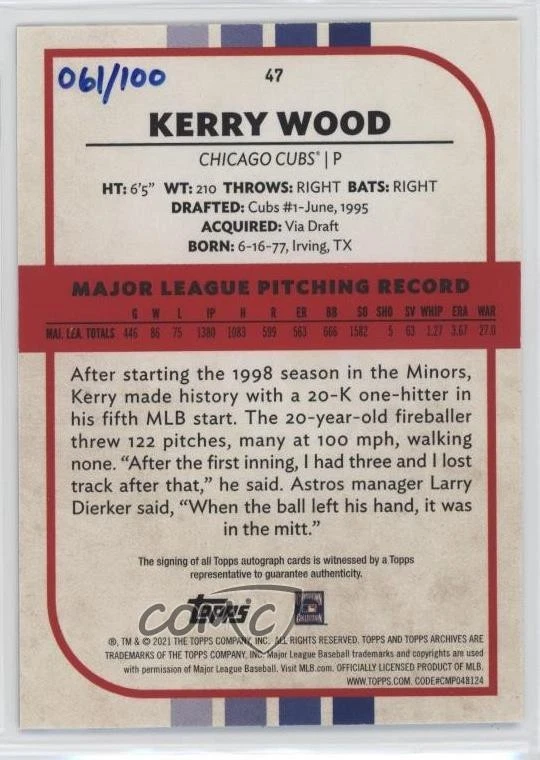 061/100
47
KERRY WOOD
CHICAGO CUBS® | P
HT: 6'5" WT: 210 THROWS: RIGHT BATS: RIGHT
DRAFTED: Cubs #1-June, 1995
ACQUIRED: Via Draft
BORN: 6-16-77, Irving, TX
MAJOR LEAGUE PITCHING RECORD
G W L IP H R ER BB SO SHO SV WHIP ERA WAR
MAJ. LEA. TOTALS 446 86 75 1380 1083 599 563 666 1582 5 63 1.27 3.67 27.0
After starting the 1998 season in the Minors,
Kerry made history with a 20-K one-hitter in
his fifth MLB start. The 20-year-old fireballer
threw 122 pitches, many at 100 mph, walking
none. “After the first inning, I had three and I lost
track after that,” he said. Astros manager Larry
Dierker said, “When the ball left his hand, it was
in the mitt.”
The signing of all Topps autograph cards is witnessed by a Topps
representative to guarantee authenticity.
topps
comc
®, TM & © 2021 THE TOPPS COMPANY, INC. ALL RIGHTS RESERVED. TOPPS AND TOPPS ARCHIVES ARE
TRADEMARKS OF THE TOPPS COMPANY, INC. Major League Baseball trademarks and copyrights are used
with permission of Major League Baseball. Visit MLB.com. OFFICIALLY LICENSED PRODUCT OF MLB.
WWW.TOPPS.COM. CODE#CMP048124